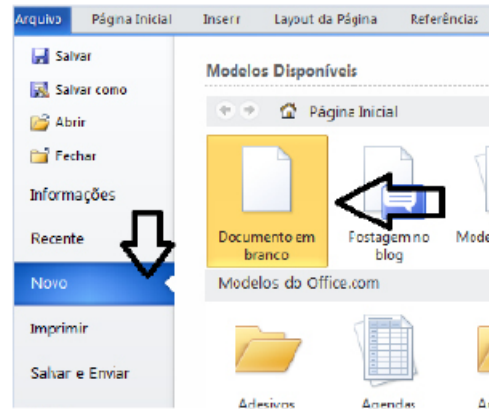 Arquivo Página Inicial Inserir Layout da Página Referências
Salvar
Salvar como
Abrir
Fechar
Informações
Recente
Novo
Imprimir
Salvar e Enviar
Modelos Disponíveis
Página Inicial
Documento em
branco
Postagem no
blog
Modelos do Office.com
Adesivos
Agendas